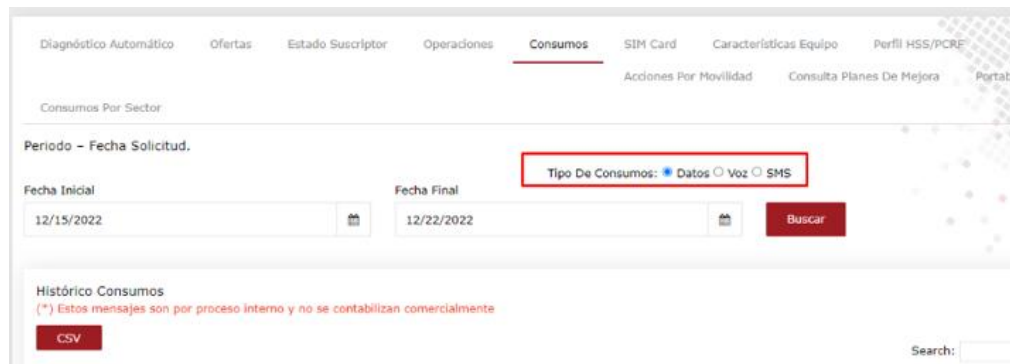 Diagnóstico Automático Ofertas Estado Suscriptor Operaciones Consumos SIM Card Características Equipo Perfil HSS/PCRF
Acciones Por Movilidad Consulta Planes De Mejora Portab
Consumos Por Sector
Periodo – Fecha Solicitud.
Tipo De Consumos: Datos Voz SMS
Fecha Inicial Fecha Final
12/15/2022 12/22/2022 Buscar
Histórico Consumos
(*) Estos mensajes son por proceso interno y no se contabilizan comercialmente
CSV
Search: